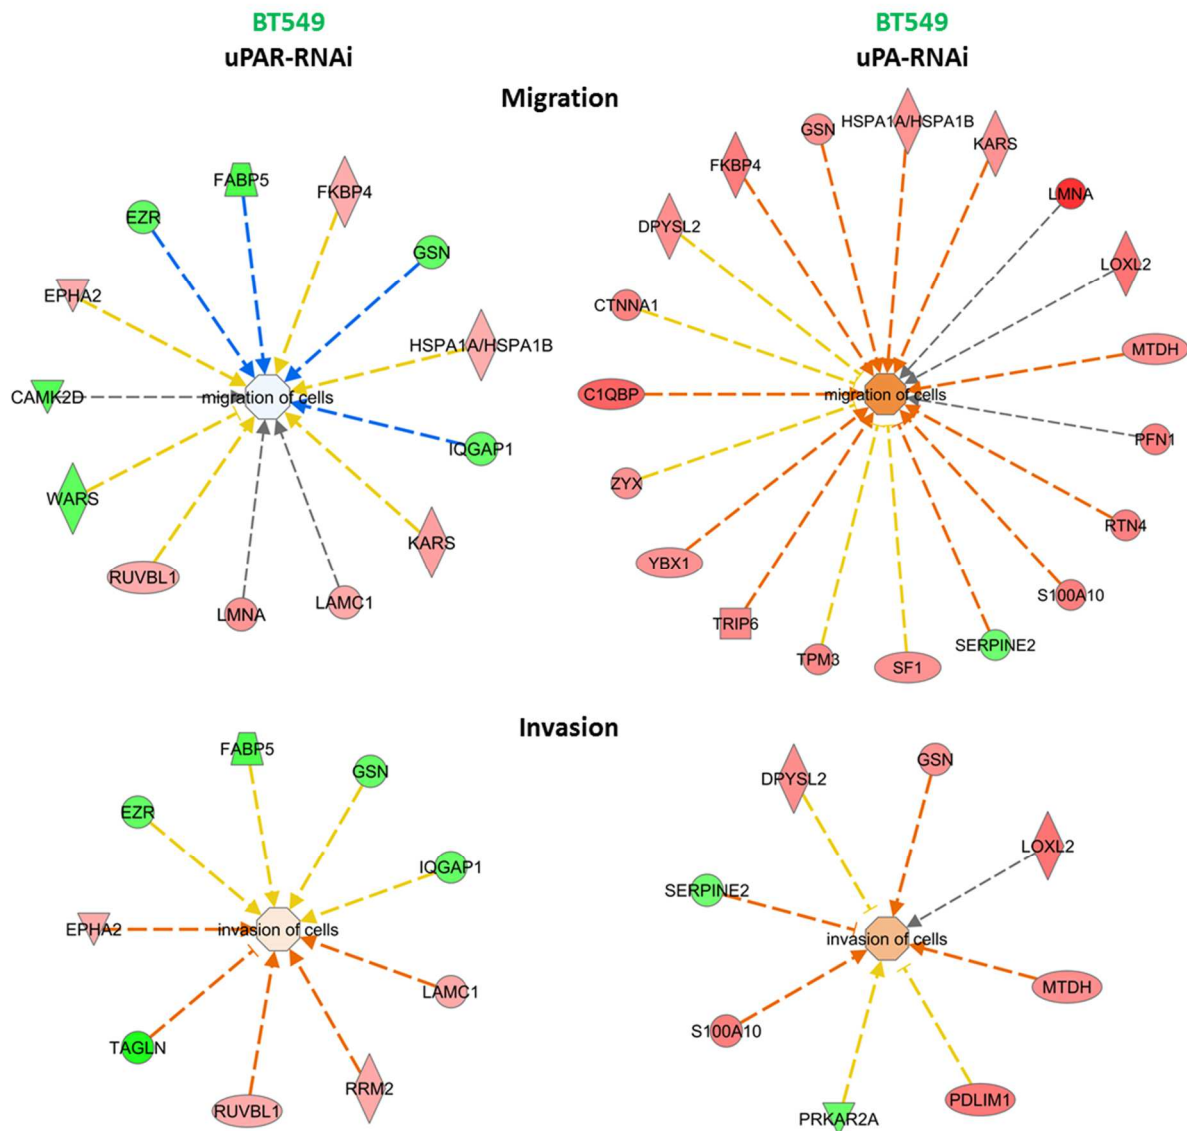 BT549
uPAR-RNAi
BT549
uPA-RNAi
Migration
FABP5
FKBP4
EZR
GSN
EPHA2
HSPA1A/HSPA1B
CAMK2D
migration of cells
IQGAP1
WARS
KARS
RUVBL1
LMNA
LAMC1
HSPA1A/HSPA1B
GSN
KARS
FKBP4
LMNA
DPYSL2
LOXL2
CTNNA1
MTDH
C1QBP
migration of cells
PFN1
ZYX
RTN4
YBX1
S100A10
TRIP6
SERPINE2
TPM3
SF1
Invasion
FABP5
GSN
EZR
IQGAP1
EPHA2
invasion of cells
LAMC1
TAGLN
RRM2
RUVBL1
DPYSL2
GSN
LOXL2
SERPINE2
invasion of cells
MTDH
S100A10
PDLIM1
PRKAR2A